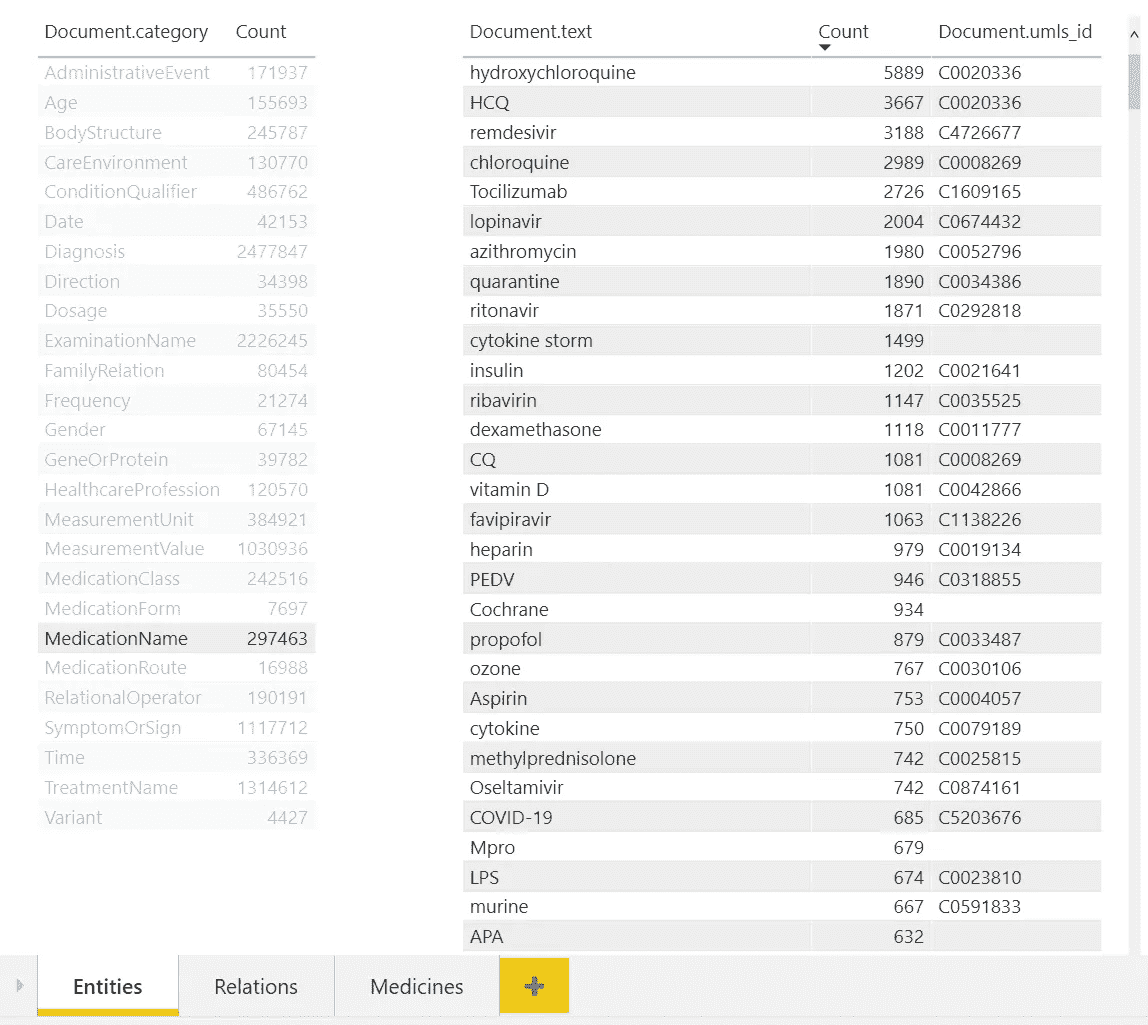 Document.category Count
AdministrativeEvent 171937
Age 155693
BodyStructure 245787
CareEnvironment 130770
ConditionQualifier 486762
Date 42153
Diagnosis 2477847
Direction 34398
Dosage 35550
ExaminationName 2226245
FamilyRelation 80454
Frequency 21274
Gender 67145
GeneOrProtein 39782
HealthcareProfession 120570
MeasurementUnit 384921
MeasurementValue 1030936
MedicationClass 242516
MedicationForm 7697
MedicationName 297463
MedicationRoute 16988
RelationalOperator 190191
SymptomOrSign 1117712
Time 336369
TreatmentName 1314612
Variant 4427
Document.text Count Document.umls_id
hydroxychloroquine 5889 C0020336
HCQ 3667 C0020336
remdesivir 3188 C4726677
chloroquine 2989 C0008269
Tocilizumab 2726 C1609165
lopinavir 2004 C0674432
azithromycin 1980 C0052796
quarantine 1890 C0034386
ritonavir 1871 C0292818
cytokine storm 1499
insulin 1202 C0021641
ribavirin 1147 C0035525
dexamethasone 1118 C0011777
CQ 1081 C0008269
vitamin D 1081 C0042866
favipiravir 1063 C1138226
heparin 979 C0019134
PEDV 946 C0318855
Cochrane 934
propofol 879 C0033487
ozone 767 C0030106
Aspirin 753 C0004057
cytokine 750 C0079189
methylprednisolone 742 C0025815
Oseltamivir 742 C0874161
COVID-19 685 C5203676
Mpro 679
LPS 674 C0023810
murine 667 C0591833
APA 632
Entities Relations Medicines